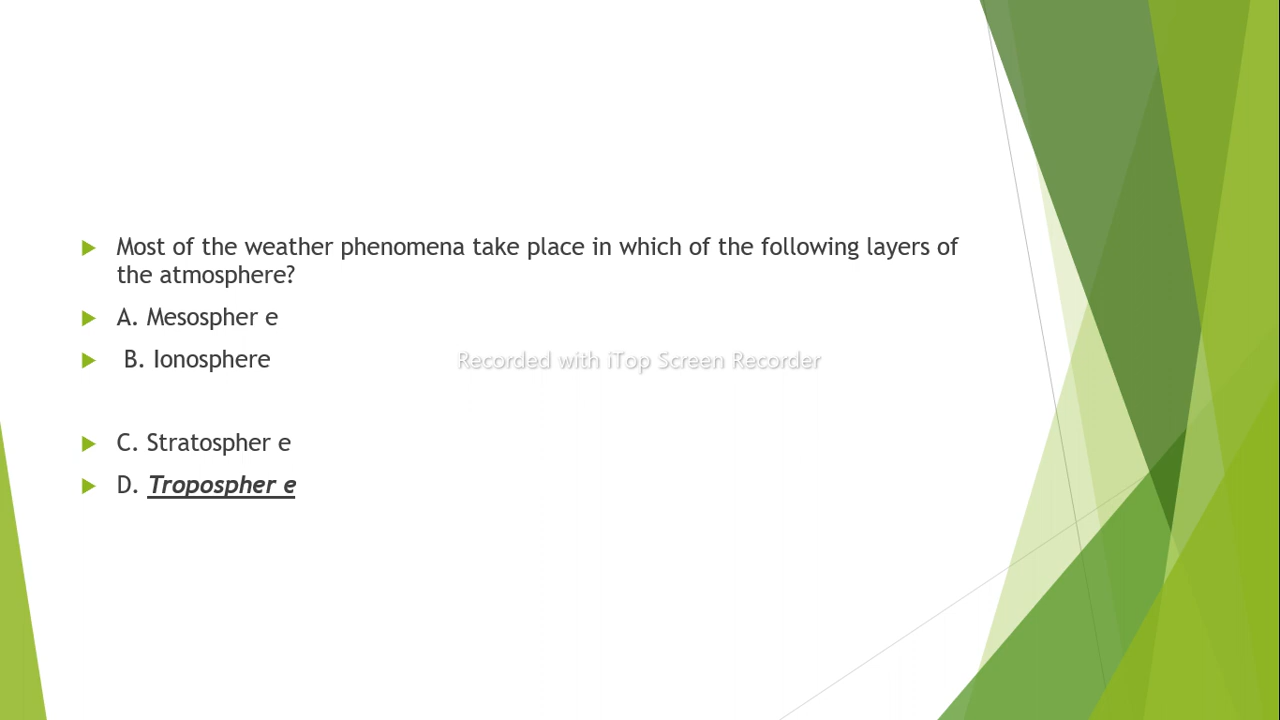 Most of the weather phenomena take place in which of the following layers of
the atmosphere?
A. Mesospher e
B. Ionosphere
Recorded with iTop Screen Recorder
C. Stratospher e
D. Tropospher e